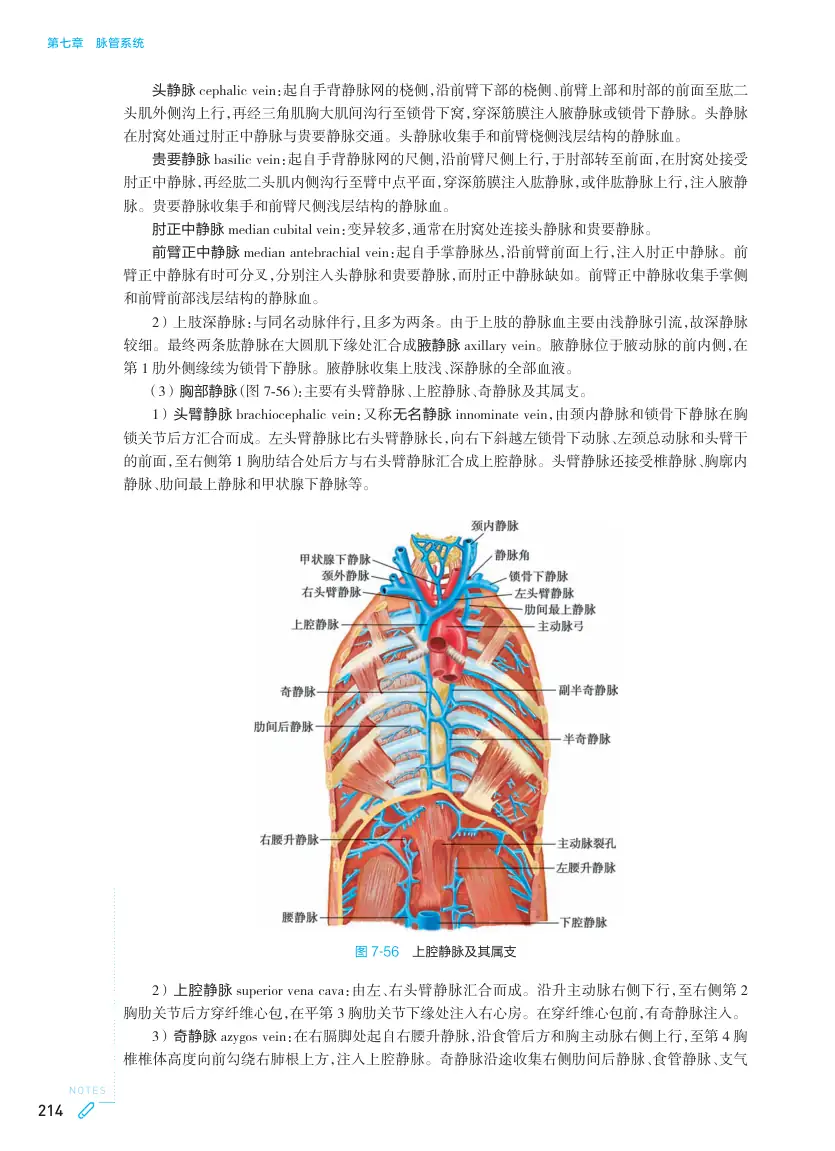 第七章 脉管系统
头静脉 cephalic vein：起自手背静脉网的桡侧，沿前臂下部的桡侧、前臂上部和肘部的前面至肱二
头肌外侧沟上行，再经三角肌胸大肌间沟行至锁骨下窝，穿深筋膜注入腋静脉或锁骨下静脉。头静脉
在肘窝处通过肘正中静脉与贵要静脉交通。头静脉收集手和前臂桡侧浅层结构的静脉血。
贵要静脉 basilic vein：起自手背静脉网的尺侧，沿前臂尺侧上行，于肘部转至前面，在肘窝处接受
肘正中静脉，再经肱二头肌内侧沟行至臂中点平面，穿深筋膜注入肱静脉，或伴肱静脉上行，注入腋静
脉。贵要静脉收集手和前臂尺侧浅层结构的静脉血。
肘正中静脉 median cubital vein：变异较多，通常在肘窝处连接头静脉和贵要静脉。
前臂正中静脉 median antebrachial vein：起自手掌静脉丛，沿前臂前面上行，注入肘正中静脉。前
臂正中静脉有时可分叉，分别注入头静脉和贵要静脉，而肘正中静脉缺如。前臂正中静脉收集手掌侧
和前臂前部浅层结构的静脉血。
2）上肢深静脉：与同名动脉伴行，且多为两条。由于上肢的静脉血主要由浅静脉引流，故深静脉
较细。最终两条肱静脉在大圆肌下缘处汇合成腋静脉 axillary vein。腋静脉位于腋动脉的前内侧，在
第 1 肋外侧缘续为锁骨下静脉。腋静脉收集上肢浅、深静脉的全部血液。
（3）胸部静脉（图 7-56）：主要有头臂静脉、上腔静脉、奇静脉及其属支。
1）头臂静脉 brachiocephalic vein：又称无名静脉 innominate vein，由颈内静脉和锁骨下静脉在胸
锁关节后方汇合而成。左头臂静脉比右头臂静脉长，向右下斜越左锁骨下动脉、左颈总动脉和头臂干
的前面，至右侧第 1 胸肋结合处后方与右头臂静脉汇合成上腔静脉。头臂静脉还接受椎静脉、胸廓内
静脉、肋间最上静脉和甲状腺下静脉等。
颈内静脉
甲状腺下静脉
静脉角
颈外静脉
锁骨下静脉
右头臂静脉
左头臂静脉
肋间最上静脉
上腔静脉
主动脉弓
奇静脉
副半奇静脉
肋间后静脉
半奇静脉
右腰升静脉
主动脉裂孔
左腰升静脉
腰静脉
下腔静脉
图 7-56 上腔静脉及其属支
2）上腔静脉 superior vena cava：由左、右头臂静脉汇合而成。沿升主动脉右侧下行，至右侧第 2
胸肋关节后方穿纤维心包，在平第 3 胸肋关节下缘处注入右心房。在穿纤维心包前，有奇静脉注入。
3）奇静脉 azygos vein：在右膈脚处起自右腰升静脉，沿食管后方和胸主动脉右侧上行，至第 4 胸
椎椎体高度向前勾绕右肺根上方，注入上腔静脉。奇静脉沿途收集右侧肋间后静脉、食管静脉、支气
NOTES
214